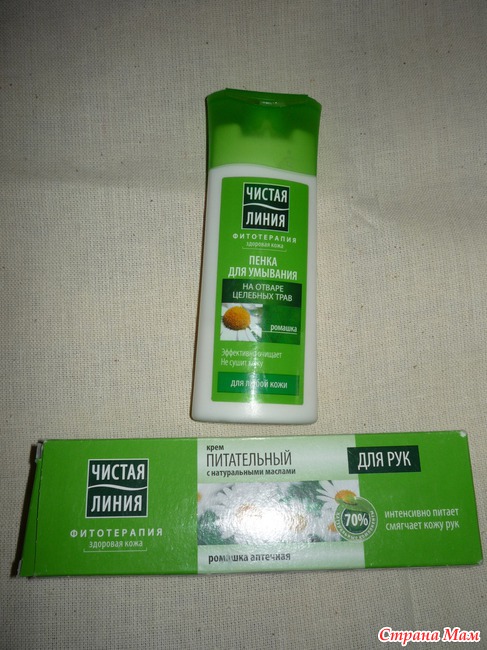 ЧИСТАЯ
ЛИНИЯ
ФИТОТЕРАПИЯ
здоровая кожа
ПЕНКА
ДЛЯ УМЫВАНИЯ
НА ОТВАРЕ
ЦЕЛЕБНЫХ ТРАВ
ромашка
Эффективно очищает
Не сушит кожу
для любой кожи
ЧИСТАЯ
ЛИНИЯ
ФИТОТЕРАПИЯ
здоровая кожа
крем
ПИТАТЕЛЬНЫЙ
с натуральными маслами
ромашка аптечная
ДЛЯ РУК
70%
интенсивно питает
смягчает кожу рук
Страна Мам